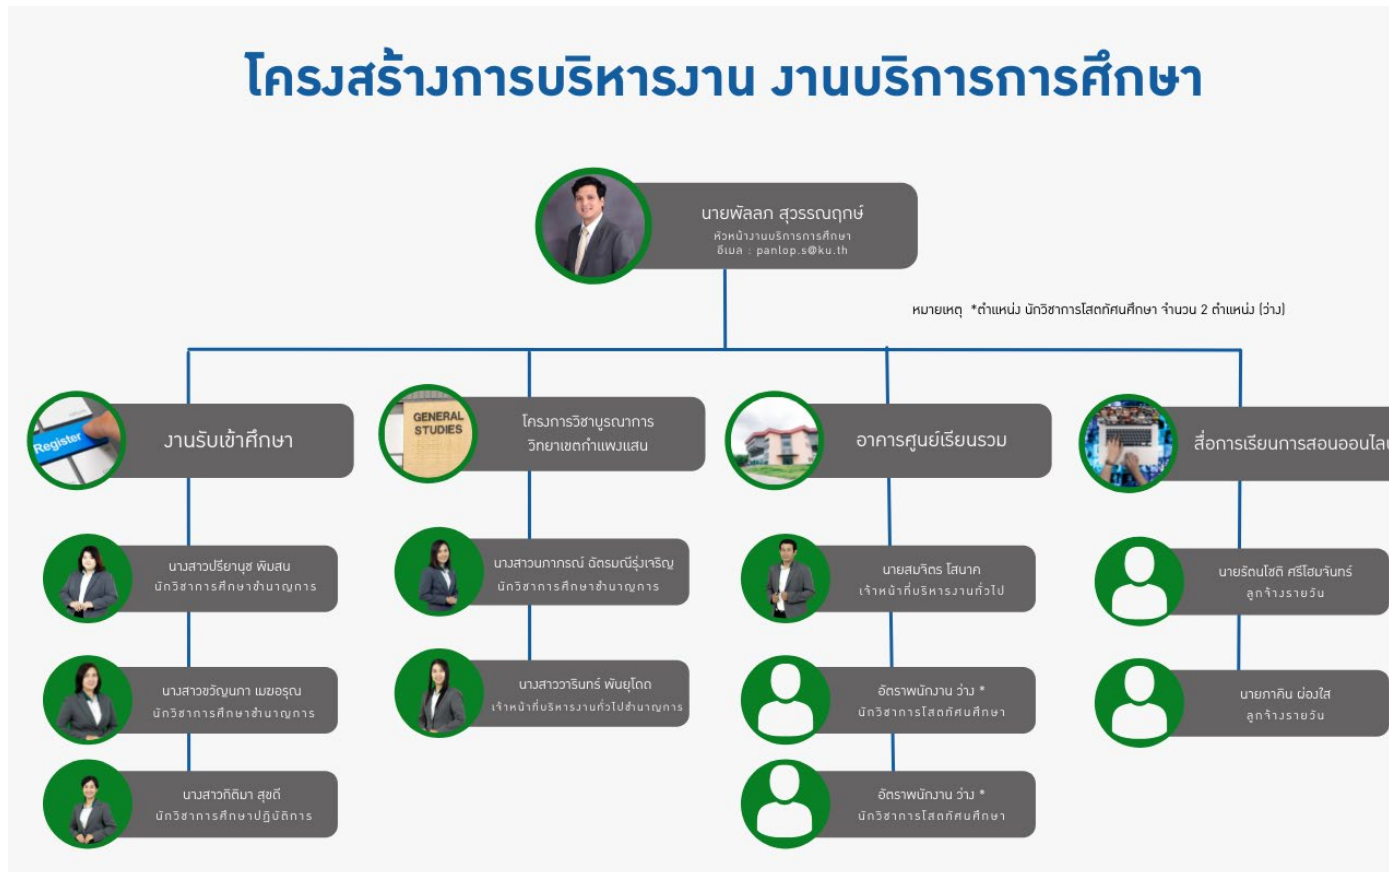 โครงสร้างการบริหารงาน งานบริการการศึกษา
นายพัลลภ สุวรรณฤกษ์
หัวหน้างานบริการการศึกษา
อีเมล : panlop.s@ku.th
หมายเหตุ *ตำแหน่ง นักวิชาการโสตทัศนศึกษา จำนวน 2 ตำแหน่ง (ว่าง)
Register
งานรับเข้าศึกษา
นางสาวปรียานุช พิมสน
นักวิชาการศึกษาชำนาญการ
นางสาวขวัญนภา เมฆอรุณ
นักวิชาการศึกษาชำนาญการ
นางสาวกิติมา สุขดี
นักวิชาการศึกษาปฏิบัติการ
GENERAL
STUDIES
โครงการวิชาบูรณาการ
วิทยาเขตกำแพงแสน
นางสาวนภาภรณ์ ฉัตรมณีรุ่งเจริญ
นักวิชาการศึกษาชำนาญการ
นางสาววารินทร์ พันยุโดด
เจ้าหน้าที่บริหารงานทั่วไปชำนาญการ
อาคารศูนย์เรียนรวม
นายสมจิตร โสนาค
เจ้าหน้าที่บริหารงานทั่วไป
อัตราพนักงาน ว่าง *
นักวิชาการโสตทัศนศึกษา
อัตราพนักงาน ว่าง *
นักวิชาการโสตทัศนศึกษา
สื่อการเรียนการสอนออนไลน
นายรัตนโชติ ศรีโฮมจันทร์
ลูกจ้างรายวัน
นายภาคิน ผ่องใส
ลูกจ้างรายวัน